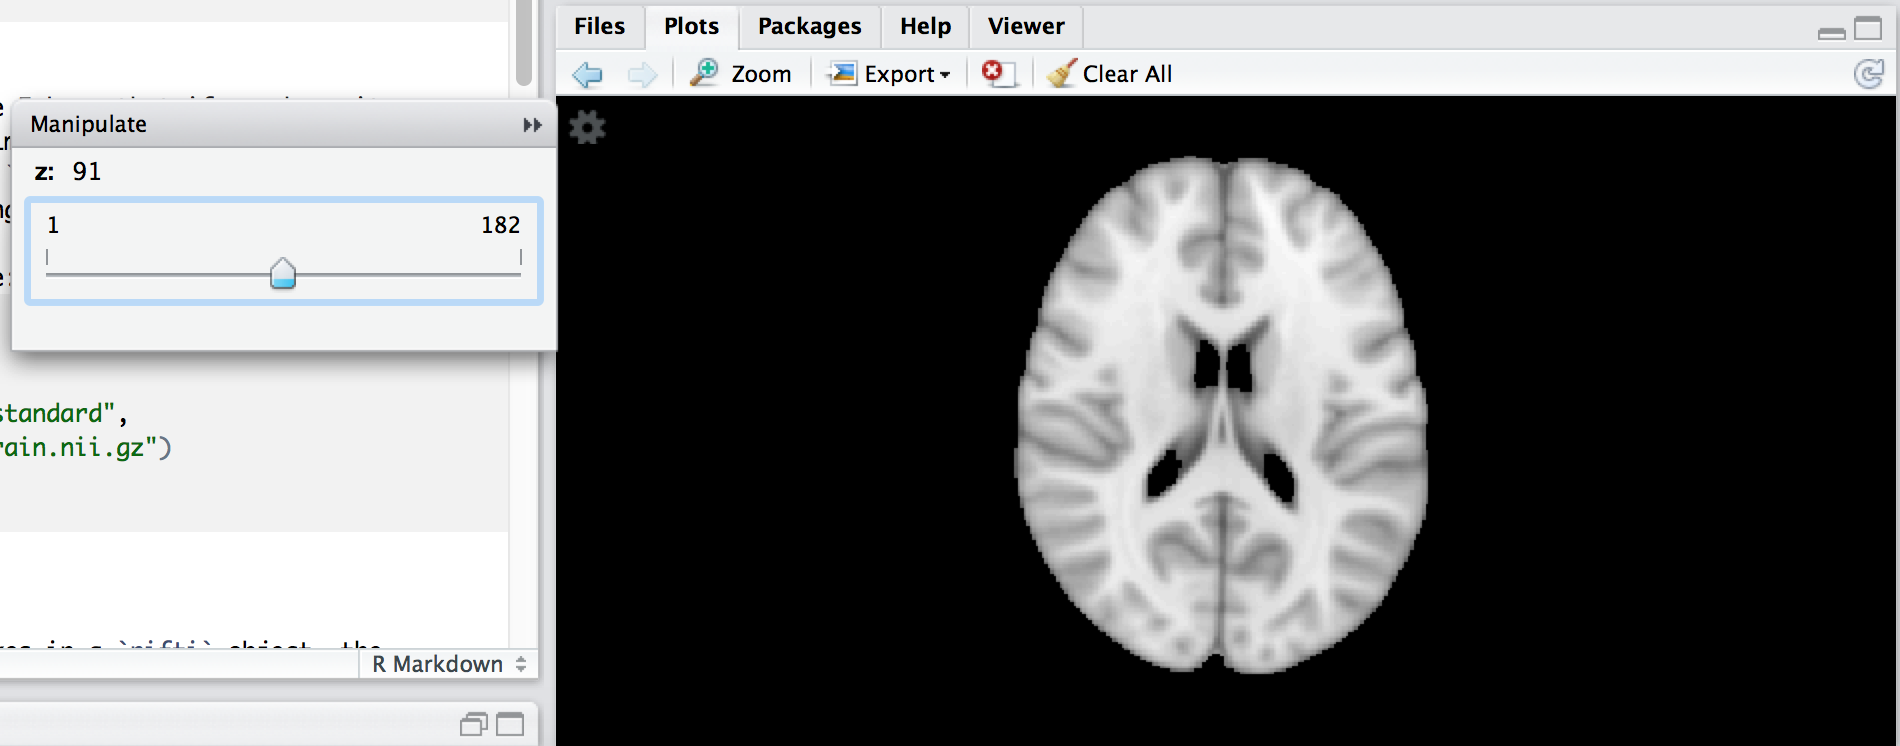 Files Plots Packages Help Viewer
Zoom Export Clear All
Manipulate
z: 91
1 182
standard",
rain.nii.gz")
R Markdown